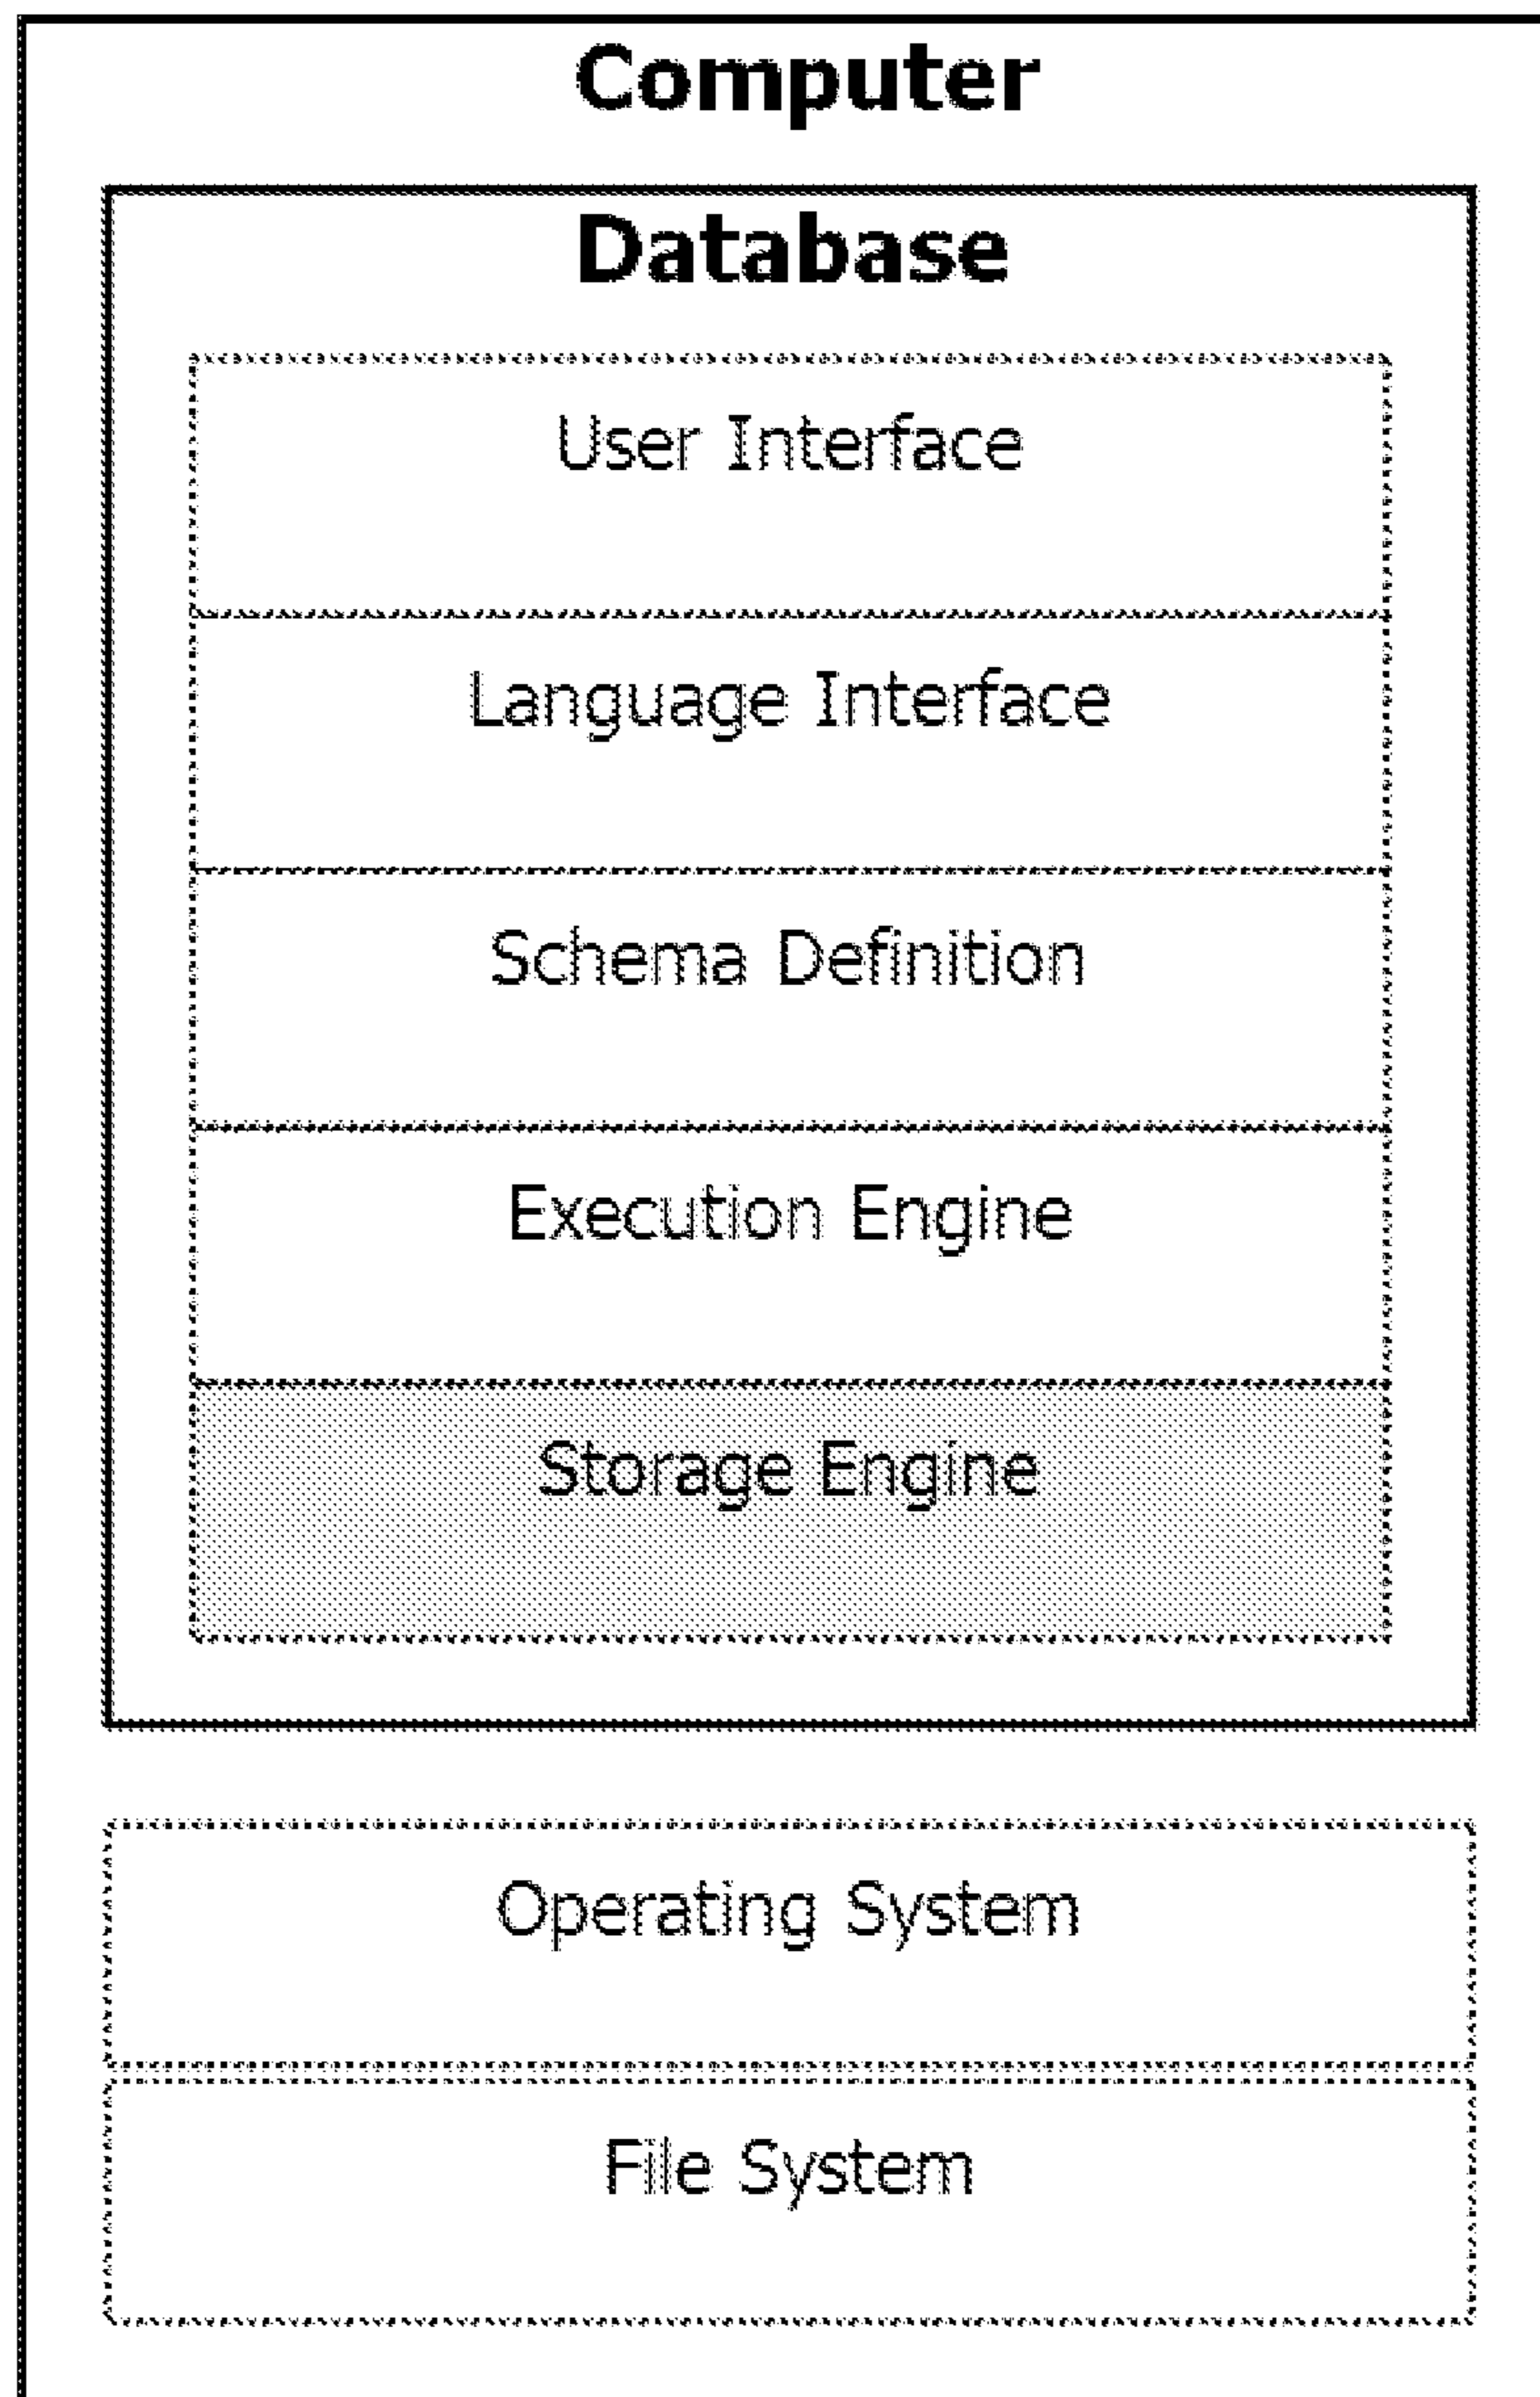 Computer
Database
User Interface
Language Interface
Schema Definition
Execution Engine
Storage Engine
Operating System
File System